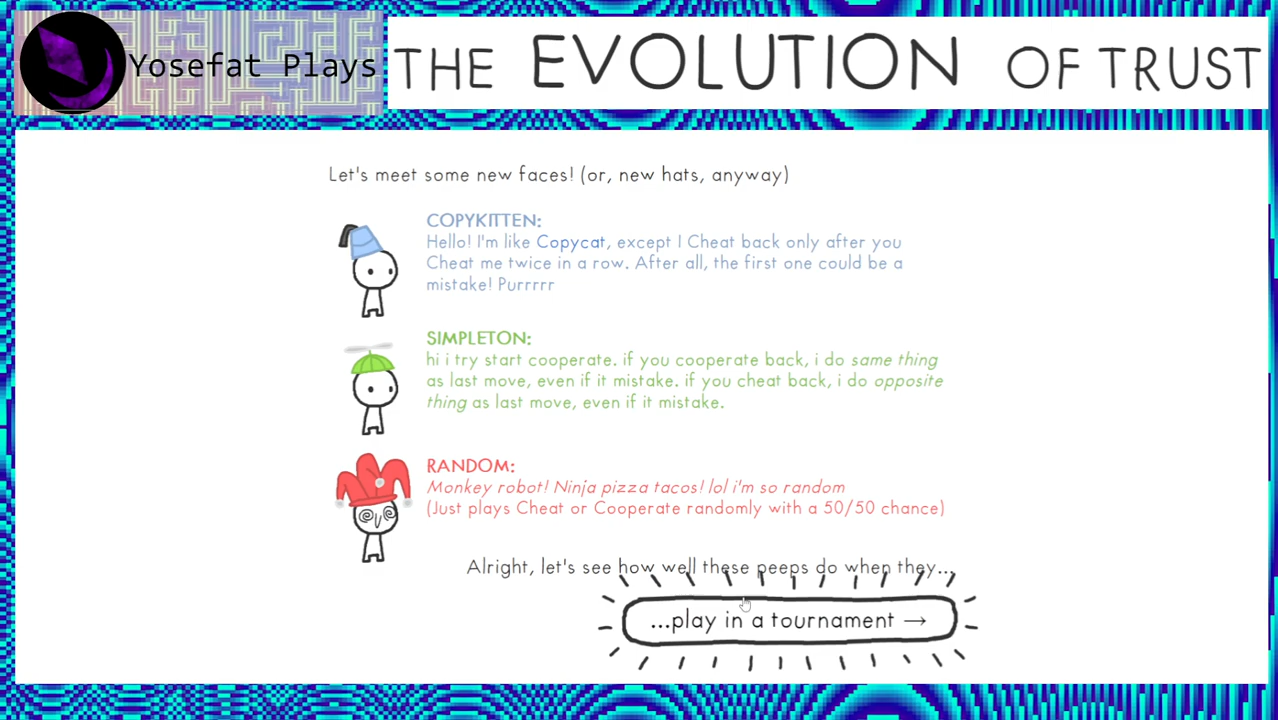 Yosefat Plays
THE EVOLUTION OF TRUST
Let's meet some new faces! (or, new hats, anyway)
COPYKITTEN:
Hello! I'm like Copycat, except I Cheat back only after you
Cheat me twice in a row. After all, the first one could be a
mistake! Purrrrr
SIMPLETON:
hi i try start cooperate. if you cooperate back, i do same thing
as last move, even if it mistake. if you cheat back, i do opposite
thing as last move, even if it mistake.
RANDOM:
Monkey robot! Ninja pizza tacos! lol i'm so random
(Just plays Cheat or Cooperate randomly with a 50/50 chance)
Alright, let's see how well these peeps do when they...
...play in a tournament →